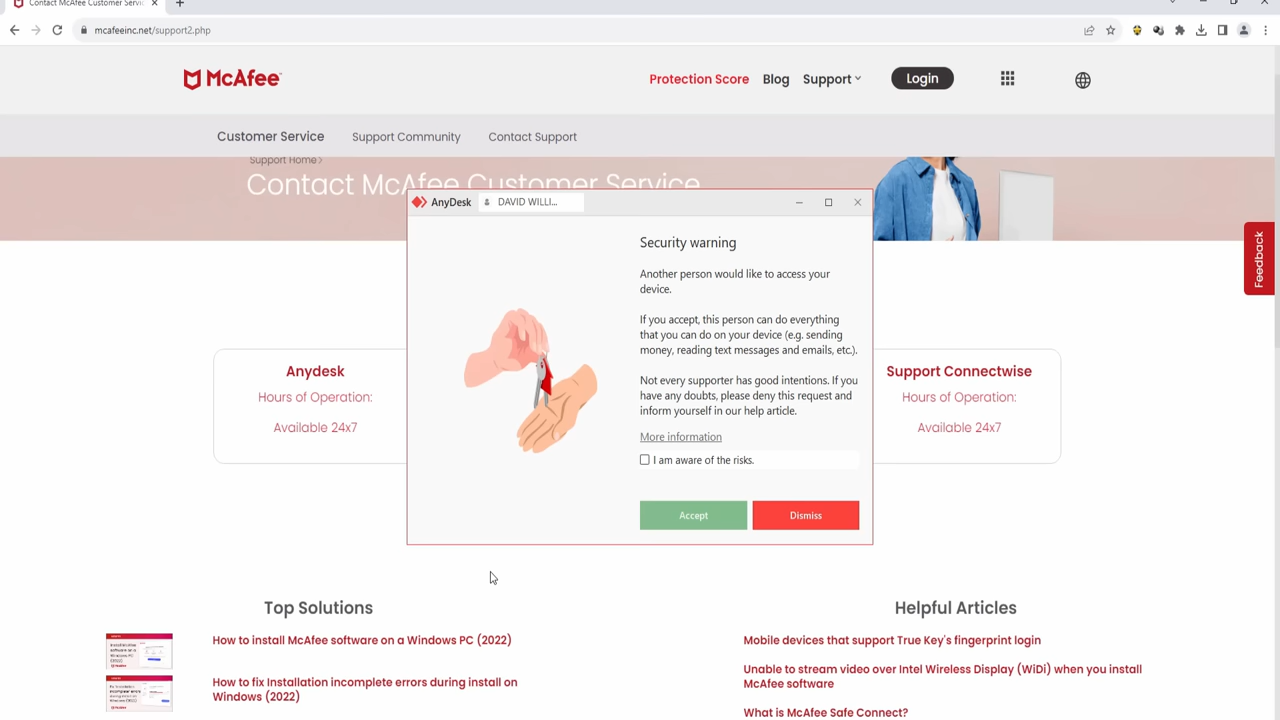 Contact McAfee Customer Servic
mcafeeinc.net/support2.php
McAfee
Protection Score
Blog
Support
Login
Customer Service
Support Community
Contact Support
Support Home
Contact McAfee Customer Service
AnyDesk
DAVID WILLI...
Security warning
Another person would like to access your
device.
If you accept, this person can do everything
that you can do on your device (e.g. sending
money, reading text messages and emails, etc.).
Not every supporter has good intentions. If you
have any doubts, please deny this request and
inform yourself in our help article.
More information
I am aware of the risks.
Accept
Dismiss
Feedback
Anydesk
Hours of Operation:
Available 24x7
Support Connectwise
Hours of Operation:
Available 24x7
Top Solutions
How to install McAfee software on a Windows PC (2022)
How to fix Installation incomplete errors during install on
Windows (2022)
Helpful Articles
Mobile devices that support True Key's fingerprint login
Unable to stream video over Intel Wireless Display (WiDi) when you install
McAfee software
What is McAfee Safe Connect?